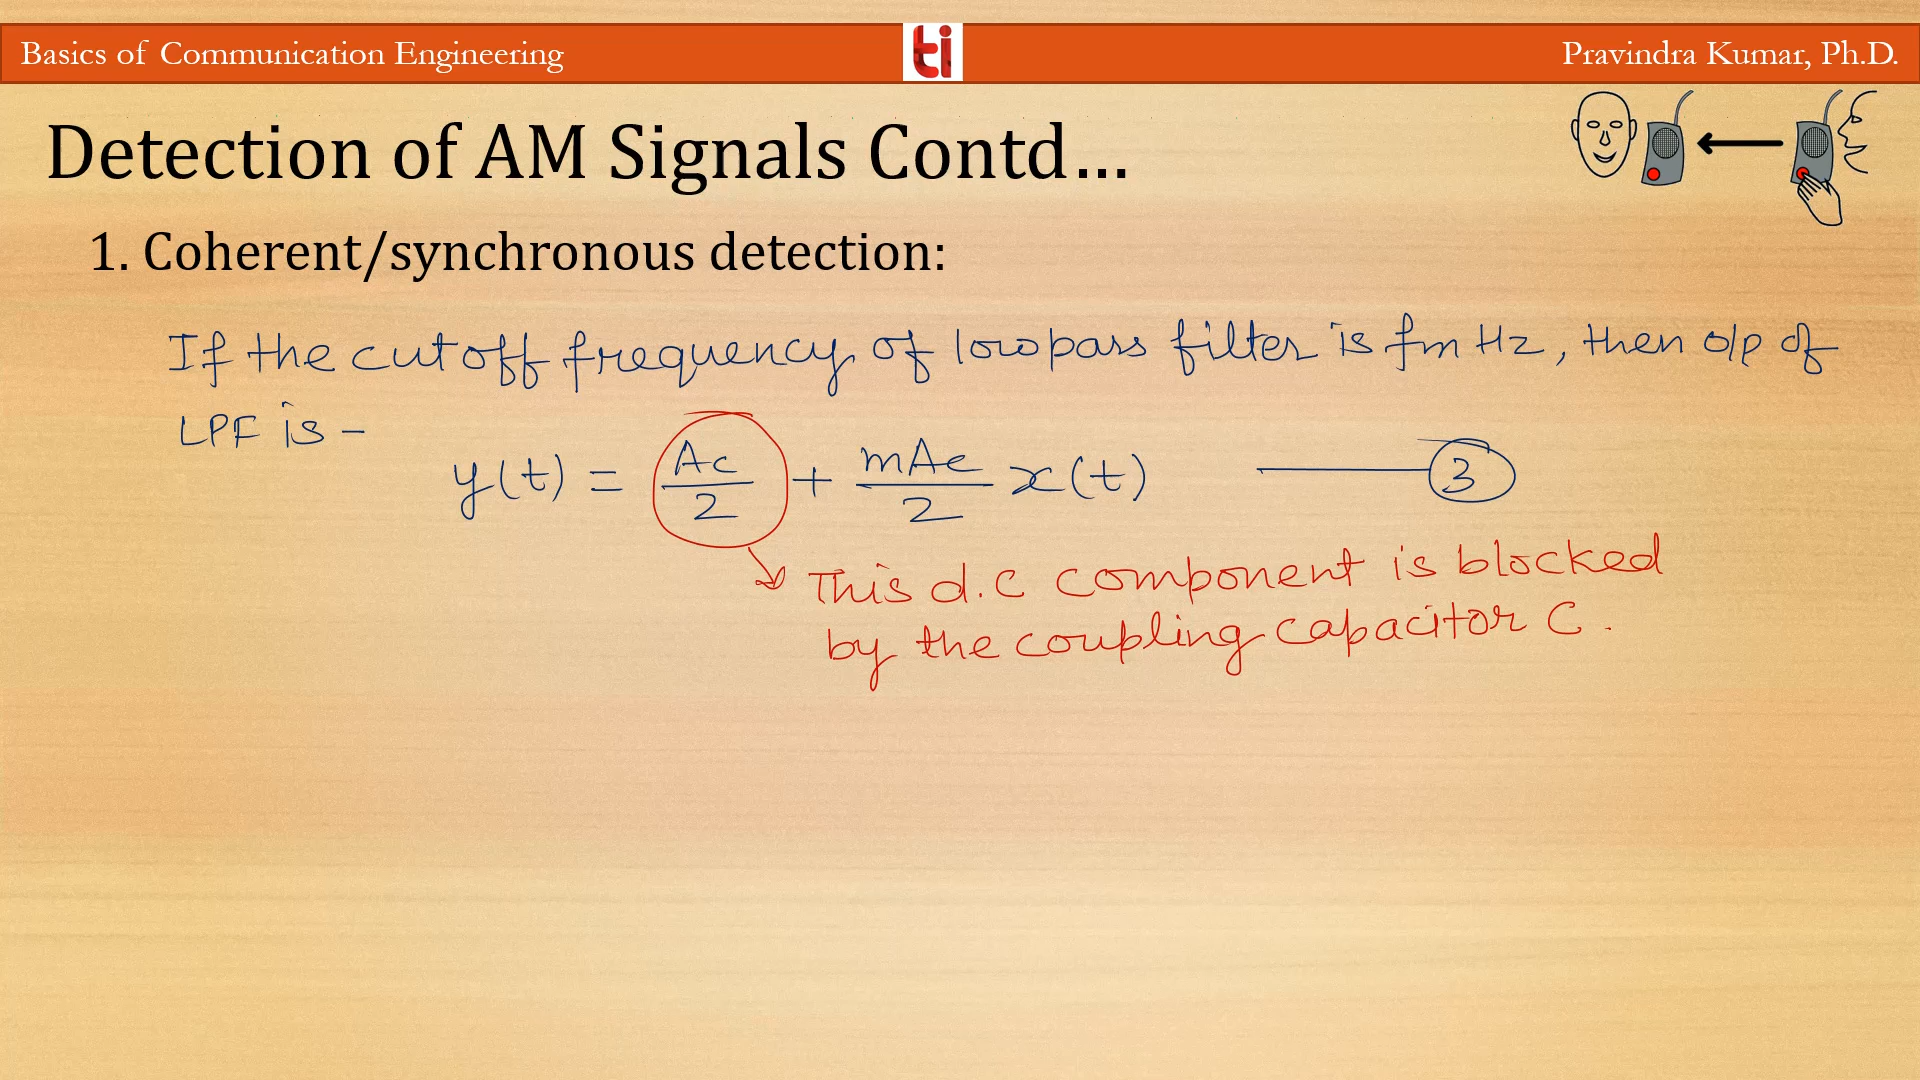 Basics of Communication Engineering
ti
Pravindra Kumar, Ph.D.
Detection of AM Signals Contd...
1. Coherent/synchronous detection:
If the cutoff frequency of lowpass filter is fm Hz, then o/p of
LPF is -
y(t) = Ac/2 + mAc/2 x(t) ——— 3
This d.c component is blocked
by the coupling capacitor C.